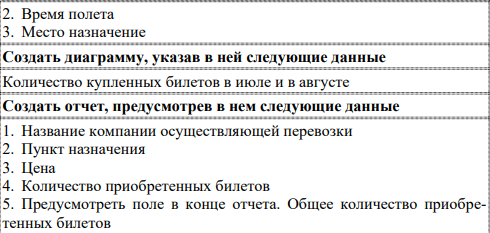 2. Время полета
3. Место назначение
Создать диаграмму, указав в ней следующие данные
Количество купленных билетов в июле и в августе
Создать отчет, предусмотрев в нем следующие данные
1. Название компании осуществляющей перевозки
2. Пункт назначения
3. Цена
4. Количество приобретенных билетов
5. Предусмотреть поле в конце отчета. Общее количество приобре-
тенных билетов